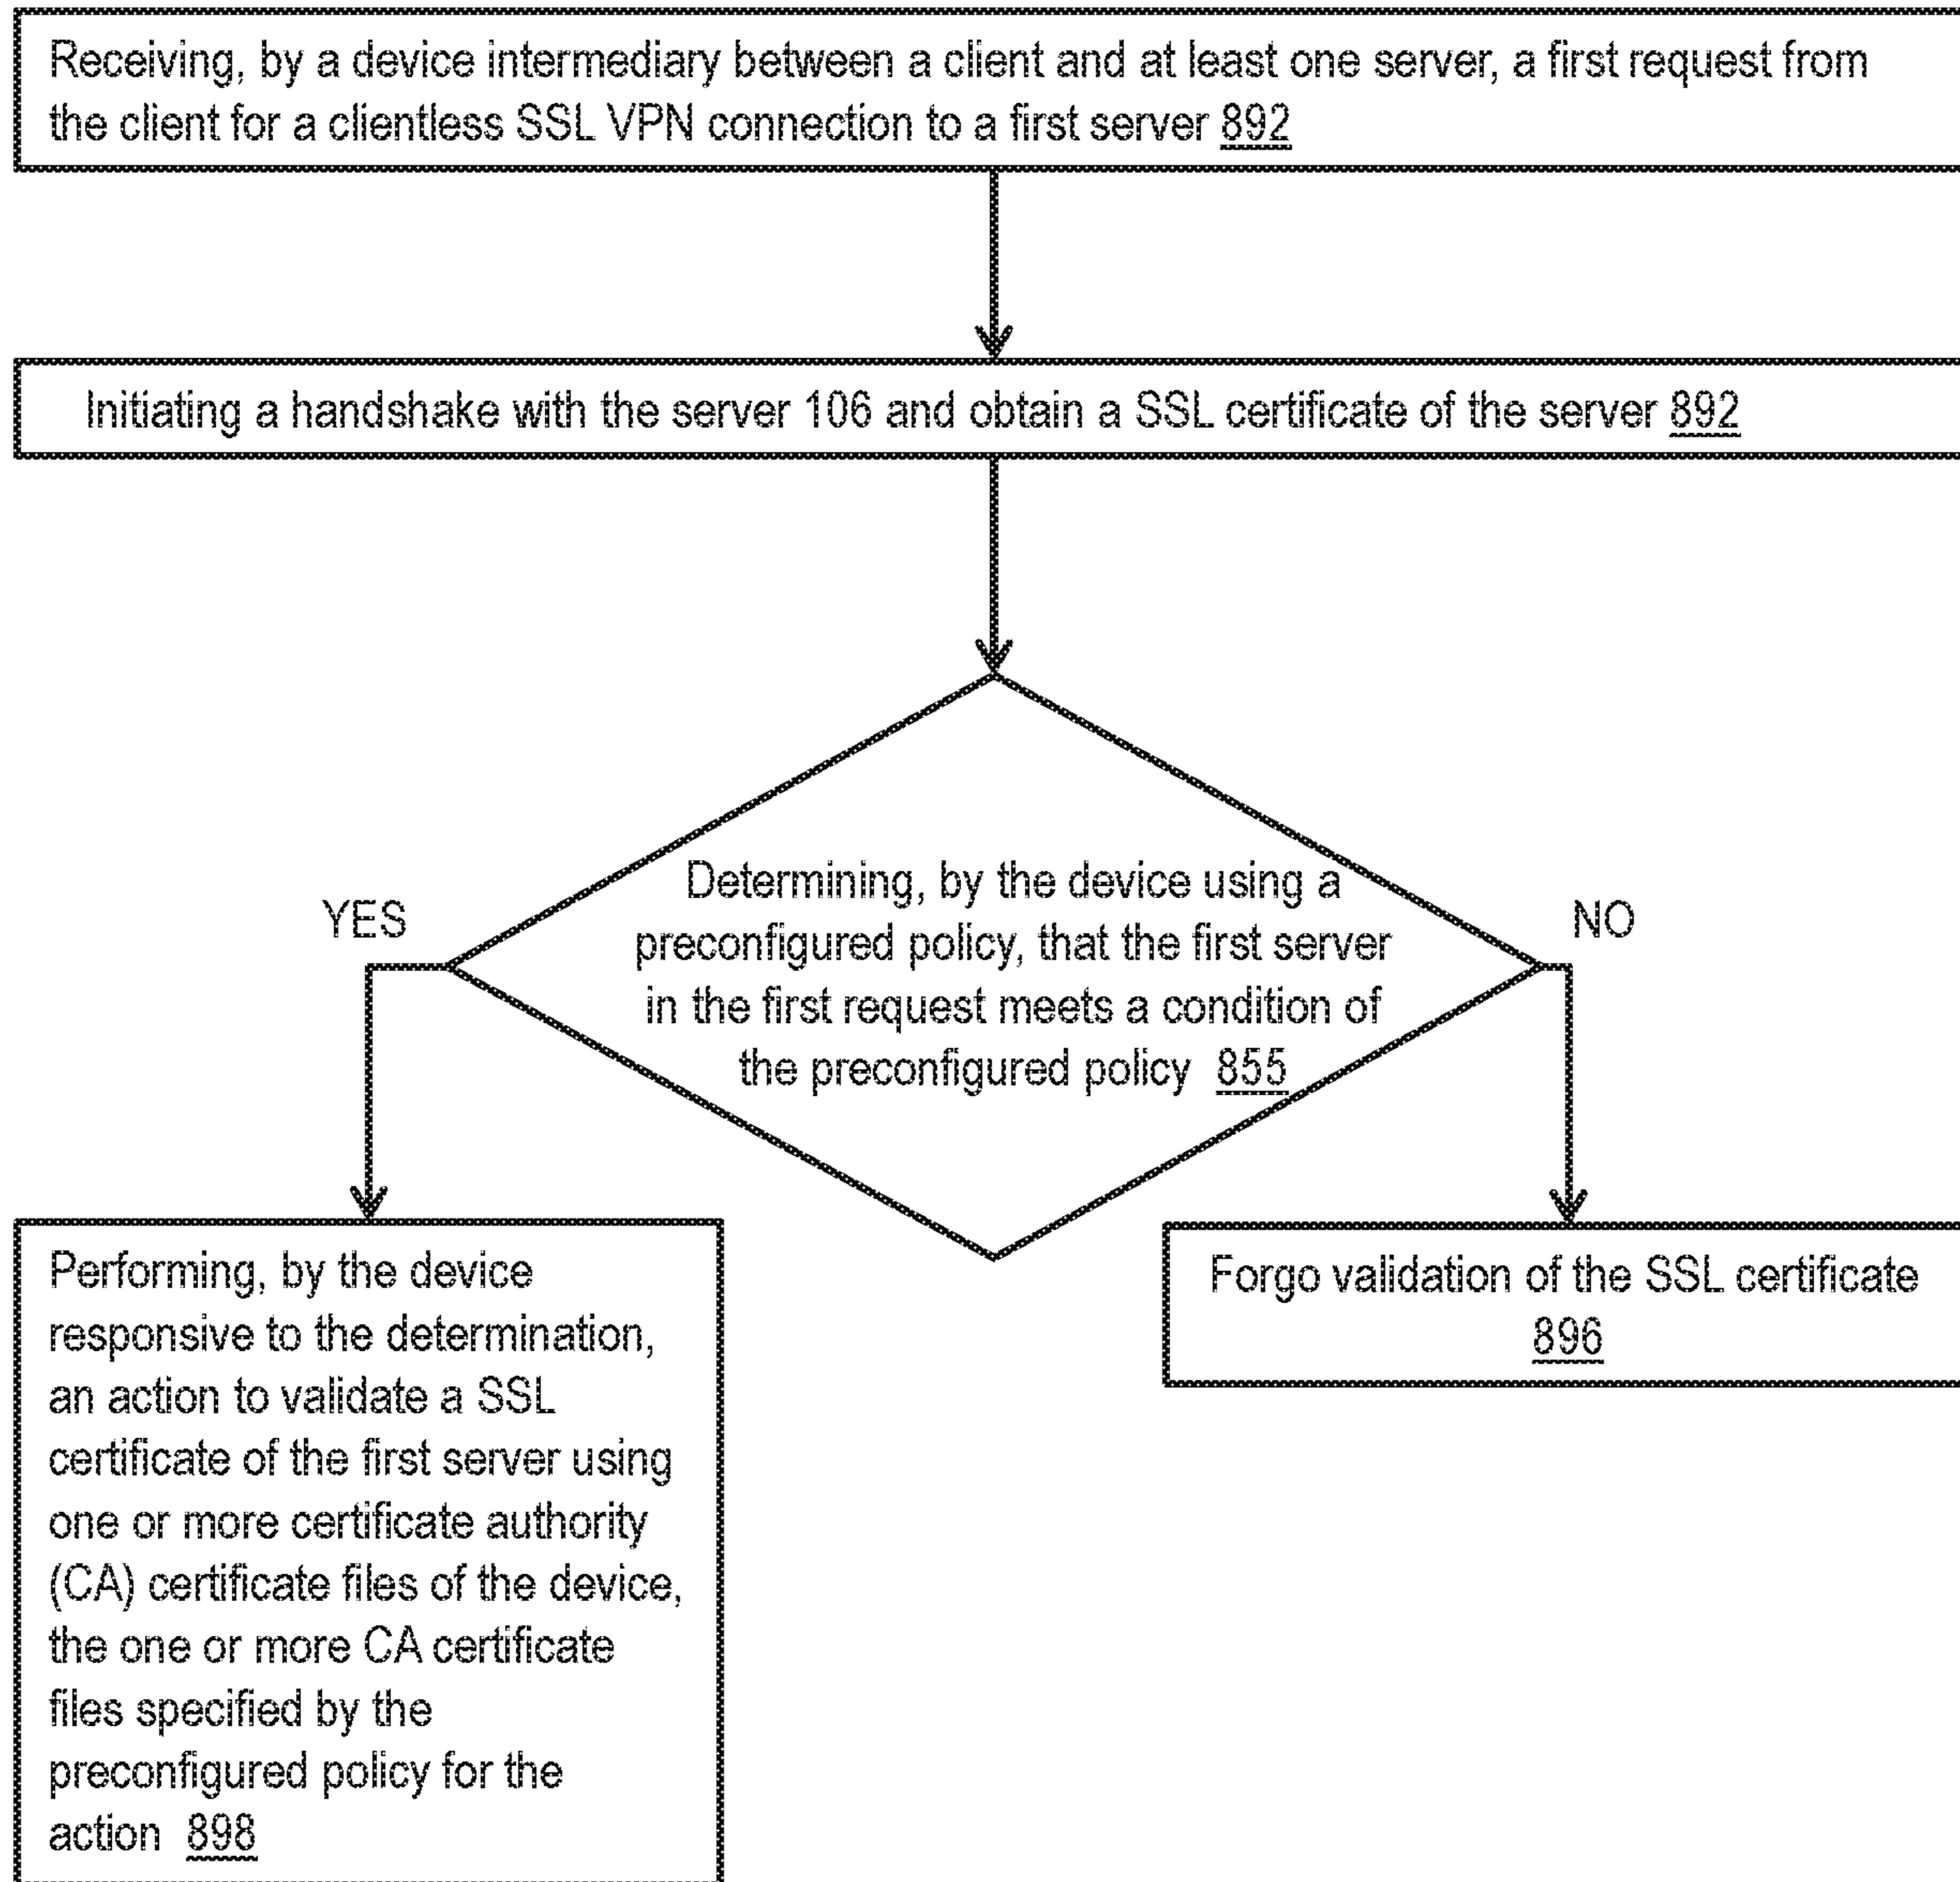 Receiving, by a device intermediary between a client and at least one server, a first request from
the client for a clientless SSL VPN connection to a first server 892
Initiating a handshake with the server 106 and obtain a SSL certificate of the server 892
Determining, by the device using a
preconfigured policy, that the first server
in the first request meets a condition of
the preconfigured policy 855
YES
NO
Performing, by the device
responsive to the determination,
an action to validate a SSL
certificate of the first server using
one or more certificate authority
(CA) certificate files of the device,
the one or more CA certificate
files specified by the
preconfigured policy for the
action 898
Forgo validation of the SSL certificate
896